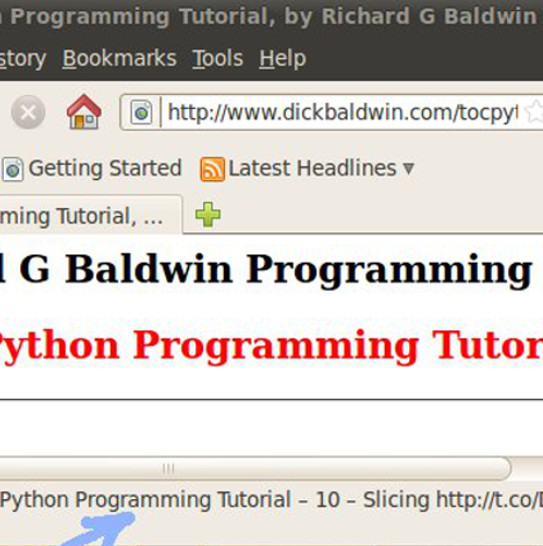 Programming Tutorial, by Richard G Baldwin
story Bookmarks Tools Help
http://www.dickbaldwin.com/tocpyt
Getting Started Latest Headlines
ming Tutorial, ...
d G Baldwin Programming
Python Programming Tutor
Python Programming Tutorial – 10 – Slicing http://t.co/D